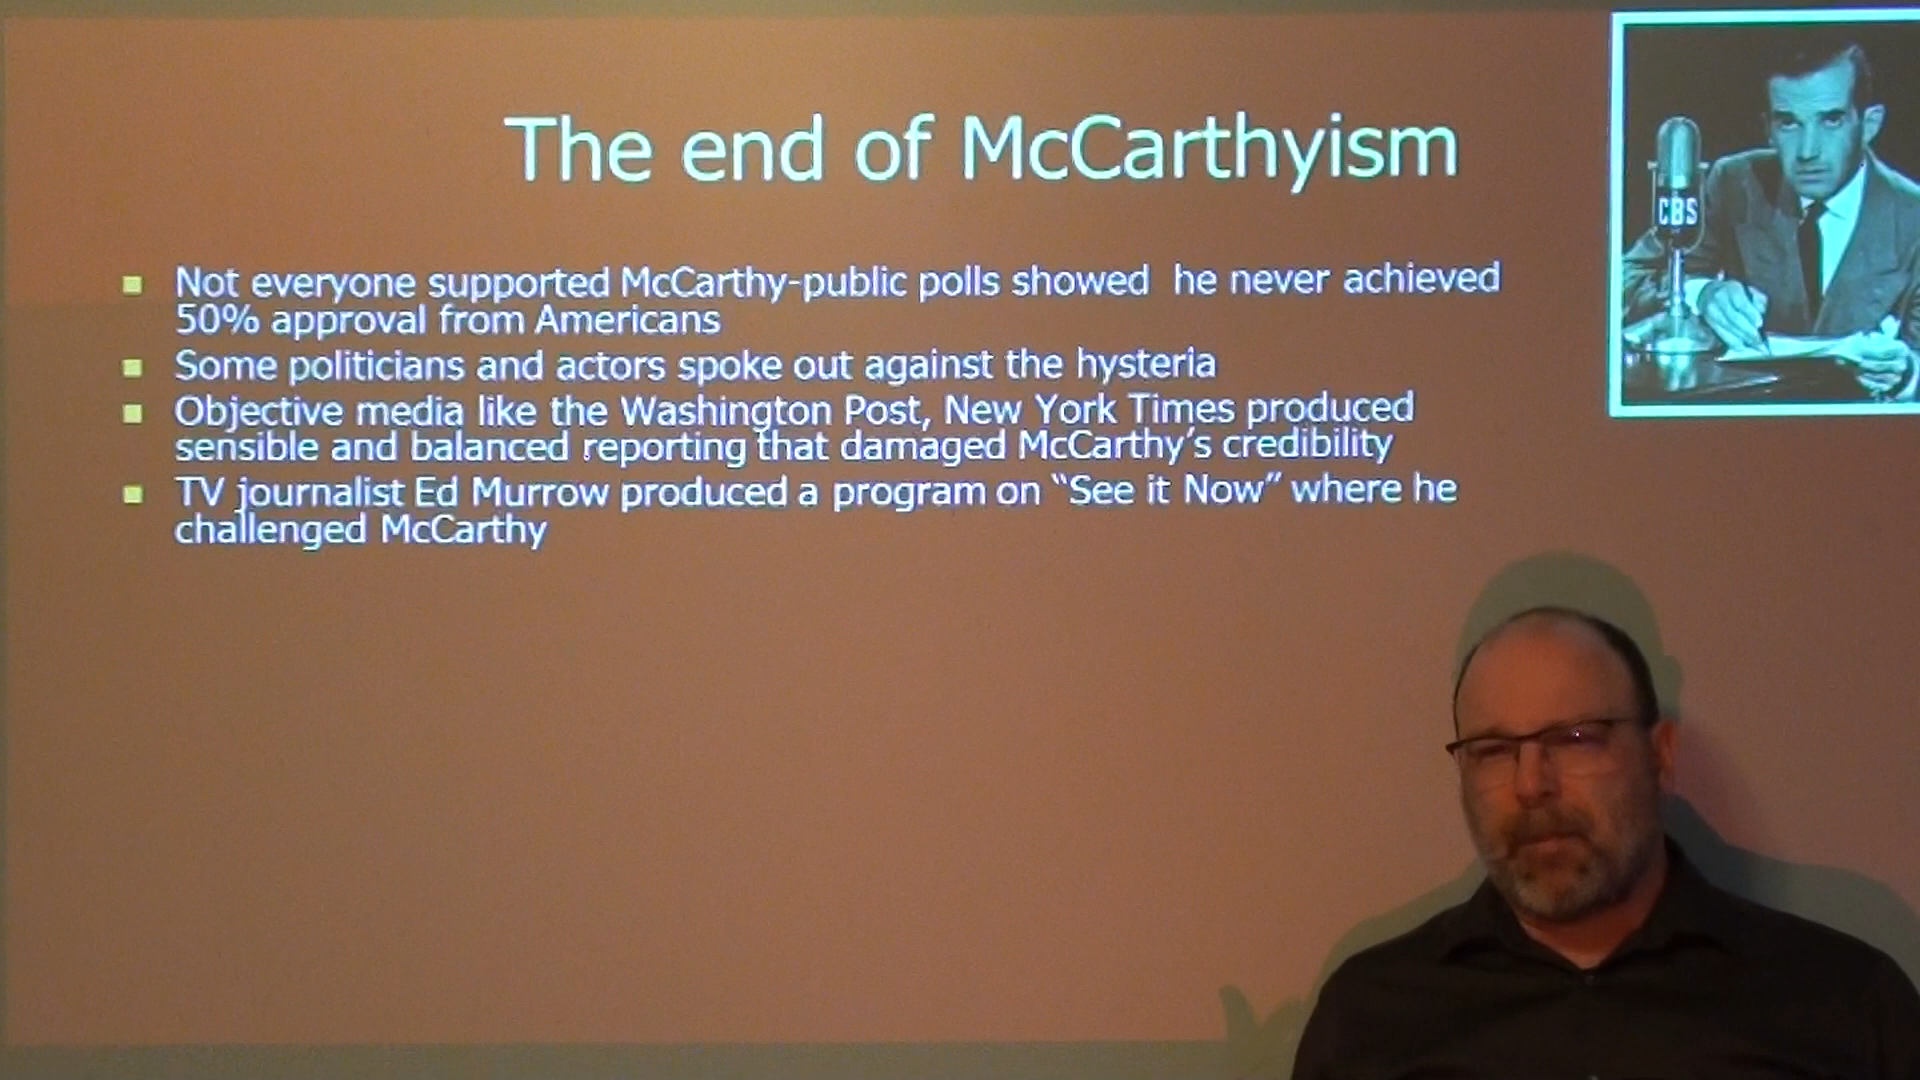 The end of McCarthyism
CBS
Not everyone supported McCarthy-public polls showed he never achieved
50% approval from Americans
Some politicians and actors spoke out against the hysteria
Objective media like the Washington Post, New York Times produced
sensible and balanced reporting that damaged McCarthy's credibility
TV journalist Ed Murrow produced a program on “See it Now” where he
challenged McCarthy